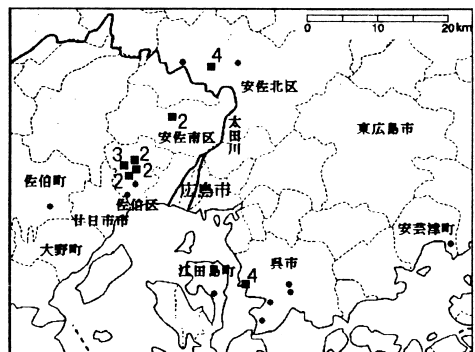 0 10 20 km
4
安佐北区
2
安佐南区
太田川
東広島市
3 2
2 2
佐伯町
佐伯区
広島市
廿日市市
安芸津町
大野町
江田島町
4
呉市